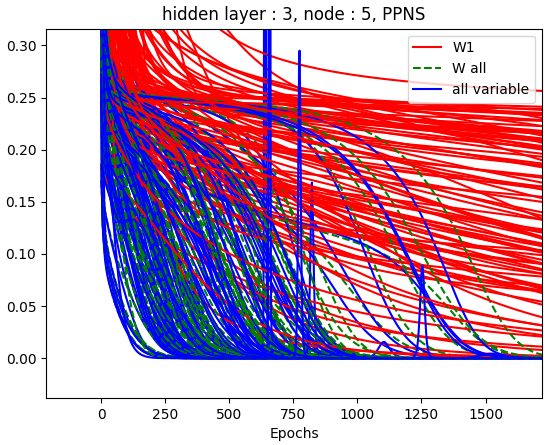 hidden layer : 3, node : 5, PPNS
W1
W all
all variable
0.30
0.25
0.20
0.15
0.10
0.05
0.00
0 250 500 750 1000 1250 1500
Epochs